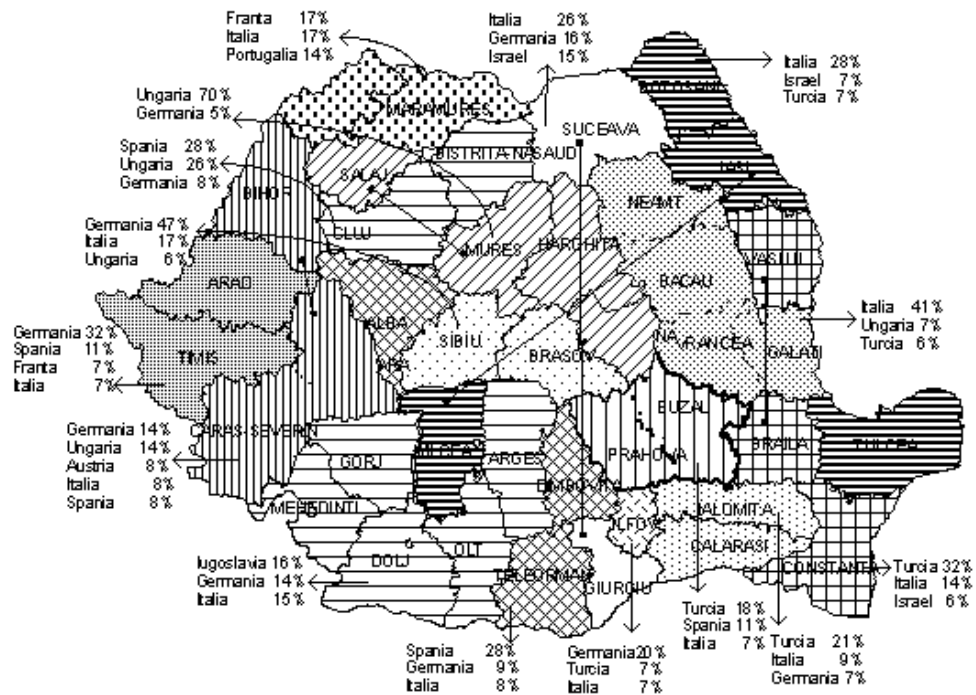 Franta 17%
Italia 17%
Portugalia 14%
Italia 26%
Germania 16%
Israel 15%
Italia 28%
Israel 7%
Turcia 7%
Ungaria 70%
Germania 5%
Spania 28%
Ungaria 26%
Germania 8%
Germania 47%
Italia 17%
Ungaria 6%
Germania 32%
Spania 11%
Franta 7%
Italia 7%
Germania 14%
Ungaria 14%
Austria 8%
Italia 8%
Spania 8%
Iugoslavia 16%
Germania 14%
Italia 15%
Spania 28%
Germania 9%
Italia 8%
Germania 20%
Turcia 7%
Italia 7%
Turcia 18%
Spania 11%
Italia 7%
Turcia 21%
Italia 9%
Germania 7%
Turcia 32%
Italia 14%
Israel 6%
Italia 41%
Ungaria 7%
Turcia 6%
MARAMURES
SUCEAVA
BISTRITA-NASAUD
SALAJ
IASI
BIHOR
NEAMT
CLUJ
MURES
HARGHITA
VASLUI
ARAD
BACAU
ALBA
SIBIU
BRASOV
VRANCEA
GALATI
TIMIS
BUZAU
CARAS-SEVERIN
GORJ
ARGES
PRAHOVA
BRAILA
TULCEA
MEHEDINTI
IALOMITA
DOLJ
OLT
CALARASI
TELEORMAN
GIURGIU
CONSTANTA